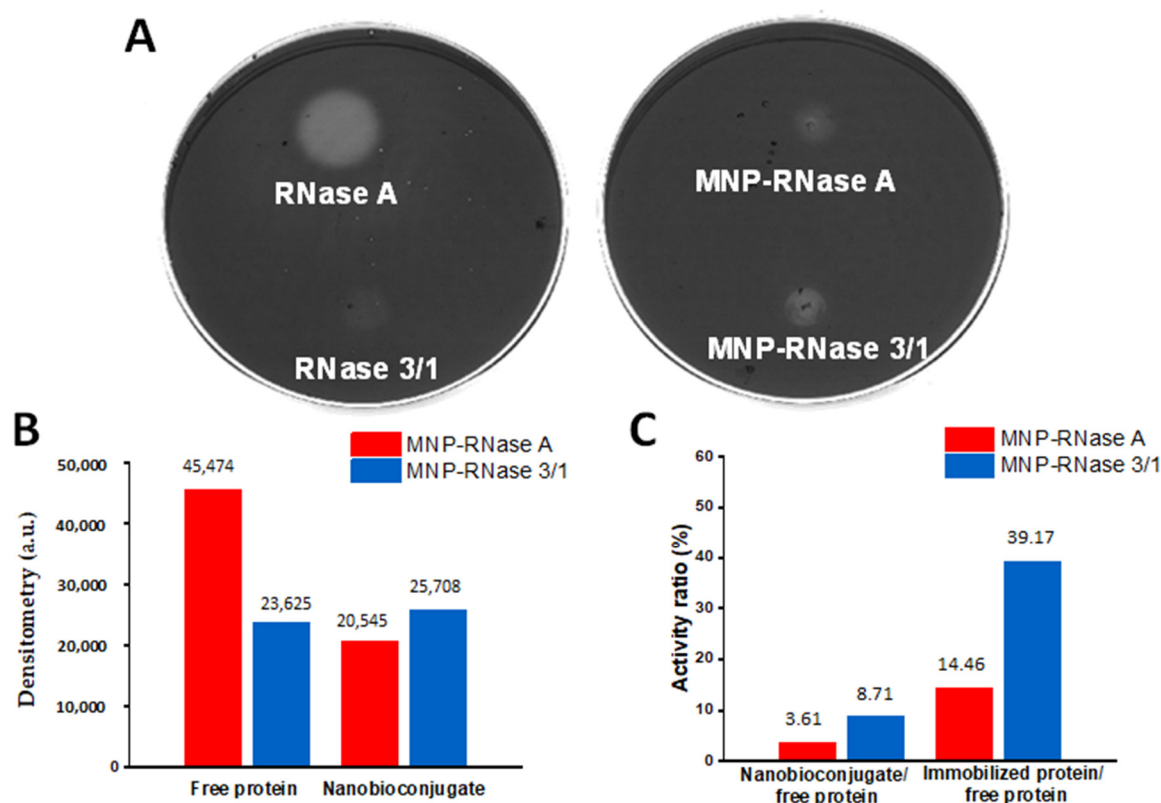 A
RNase A
RNase 3/1
MNP-RNase A
MNP-RNase 3/1
B
MNP-RNase A
MNP-RNase 3/1
Densitometry (a.u.)
50,000
40,000
30,000
20,000
10,000
0
45,474
23,625
20,545
25,708
Free protein
Nanobioconjugate
C
MNP-RNase A
MNP-RNase 3/1
Activity ratio (%)
60
50
40
30
20
10
0
3.61
8.71
14.46
39.17
Nanobioconjugate/
free protein
Immobilized protein/
free protein